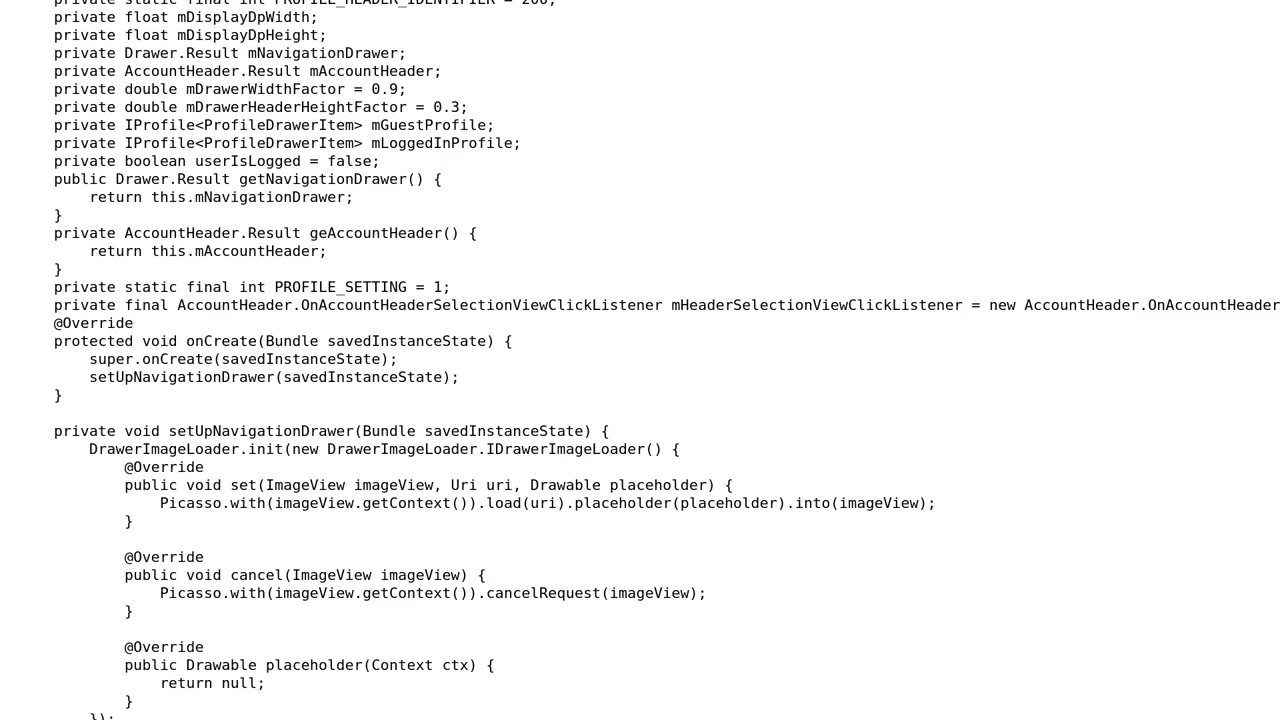 private static final int PROFILE_HEADER_IDENTIFIER = 200;
private float mDisplayDpWidth;
private float mDisplayDpHeight;
private Drawer.Result mNavigationDrawer;
private AccountHeader.Result mAccountHeader;
private double mDrawerWidthFactor = 0.9;
private double mDrawerHeaderHeightFactor = 0.3;
private IProfile<ProfileDrawerItem> mGuestProfile;
private IProfile<ProfileDrawerItem> mLoggedInProfile;
private boolean userIsLogged = false;
public Drawer.Result getNavigationDrawer() {
    return this.mNavigationDrawer;
}
private AccountHeader.Result geAccountHeader() {
    return this.mAccountHeader;
}
private static final int PROFILE_SETTING = 1;
private final AccountHeader.OnAccountHeaderSelectionViewClickListener mHeaderSelectionViewClickListener = new AccountHeader.OnAccountHeader
@Override
protected void onCreate(Bundle savedInstanceState) {
    super.onCreate(savedInstanceState);
    setUpNavigationDrawer(savedInstanceState);
}

private void setUpNavigationDrawer(Bundle savedInstanceState) {
    DrawerImageLoader.init(new DrawerImageLoader.IDrawerImageLoader() {
        @Override
        public void set(ImageView imageView, Uri uri, Drawable placeholder) {
            Picasso.with(imageView.getContext()).load(uri).placeholder(placeholder).into(imageView);
        }

        @Override
        public void cancel(ImageView imageView) {
            Picasso.with(imageView.getContext()).cancelRequest(imageView);
        }

        @Override
        public Drawable placeholder(Context ctx) {
            return null;
        }
    });